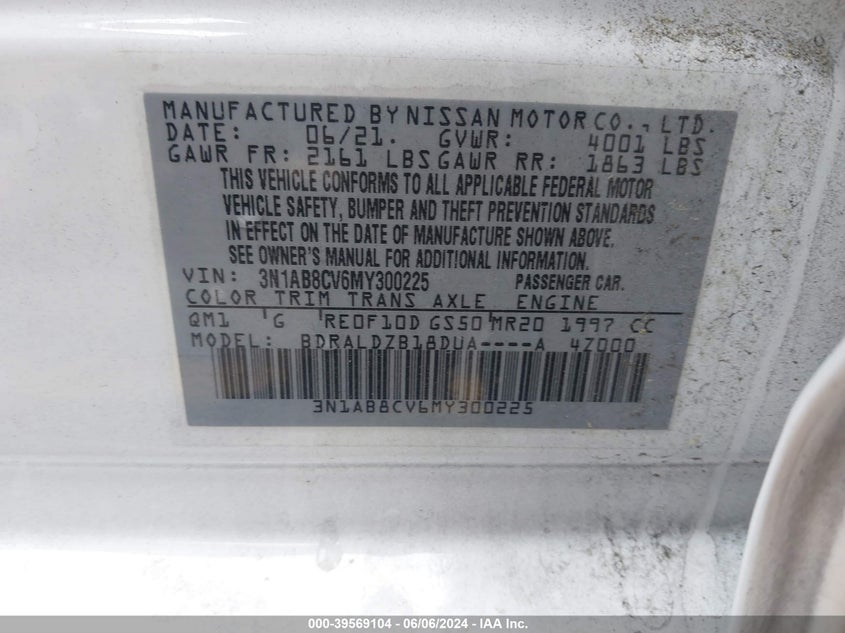 MANUFACTURED BY NISSAN MOTOR CO., LTD.
DATE: 06/21. GVWR: 4001 LBS
GAWR FR: 2161 LBS GAWR RR: 1863 LBS
THIS VEHICLE CONFORMS TO ALL APPLICABLE FEDERAL MOTOR
VEHICLE SAFETY, BUMPER AND THEFT PREVENTION STANDARDS
IN EFFECT ON THE DATE OF MANUFACTURE SHOWN ABOVE.
SEE OWNER'S MANUAL FOR ADDITIONAL INFORMATION.
VIN: 3N1AB8CV6MY300225 PASSENGER CAR.
COLOR TRIM TRANS AXLE ENGINE
QM1 G RE0F10D GS50 MR20 1997 CC
MODEL: BDRALDZB18DUA----A 4Z000
3N1AB8CV6MY300225
000-39569104 - 06/06/2024 - IAA Inc.